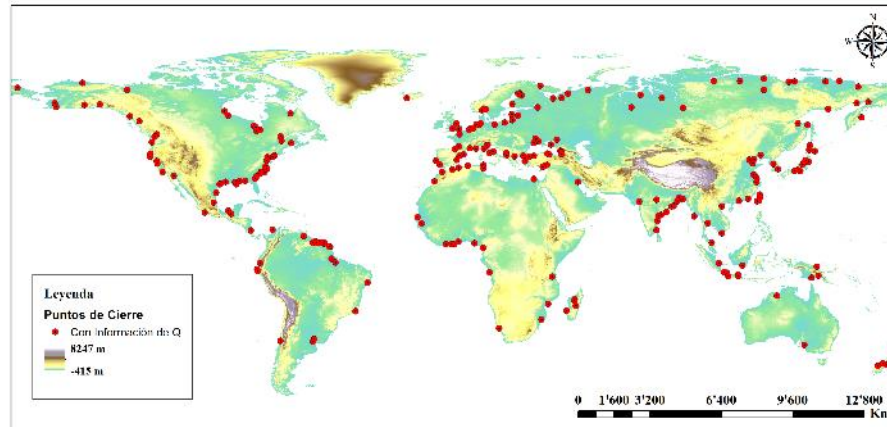 N
W E
S
Leyenda
Puntos de Cierre
Con Información de Q
8247 m
-415 m
0 1'600 3'200 6'400 9'600 12'800
Km